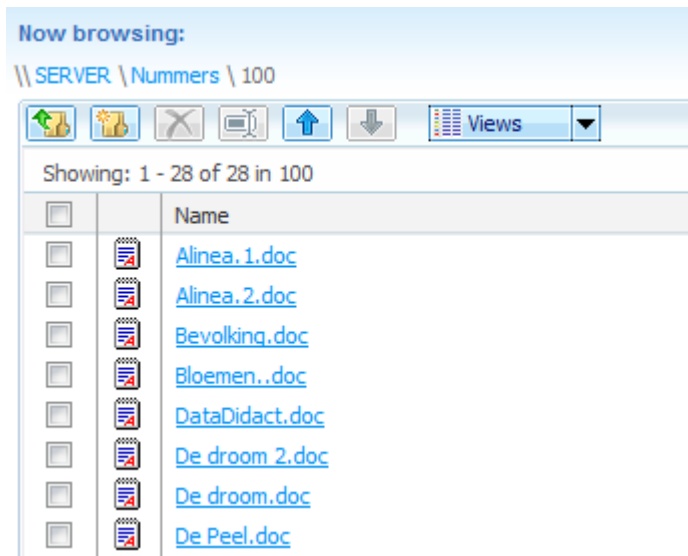 Now browsing:
\\ SERVER \ Nummers \ 100
Views
Showing: 1 - 28 of 28 in 100
Name
Alinea.1.doc
Alinea.2.doc
Bevolking.doc
Bloemen..doc
DataDidact.doc
De droom 2.doc
De droom.doc
De Peel.doc